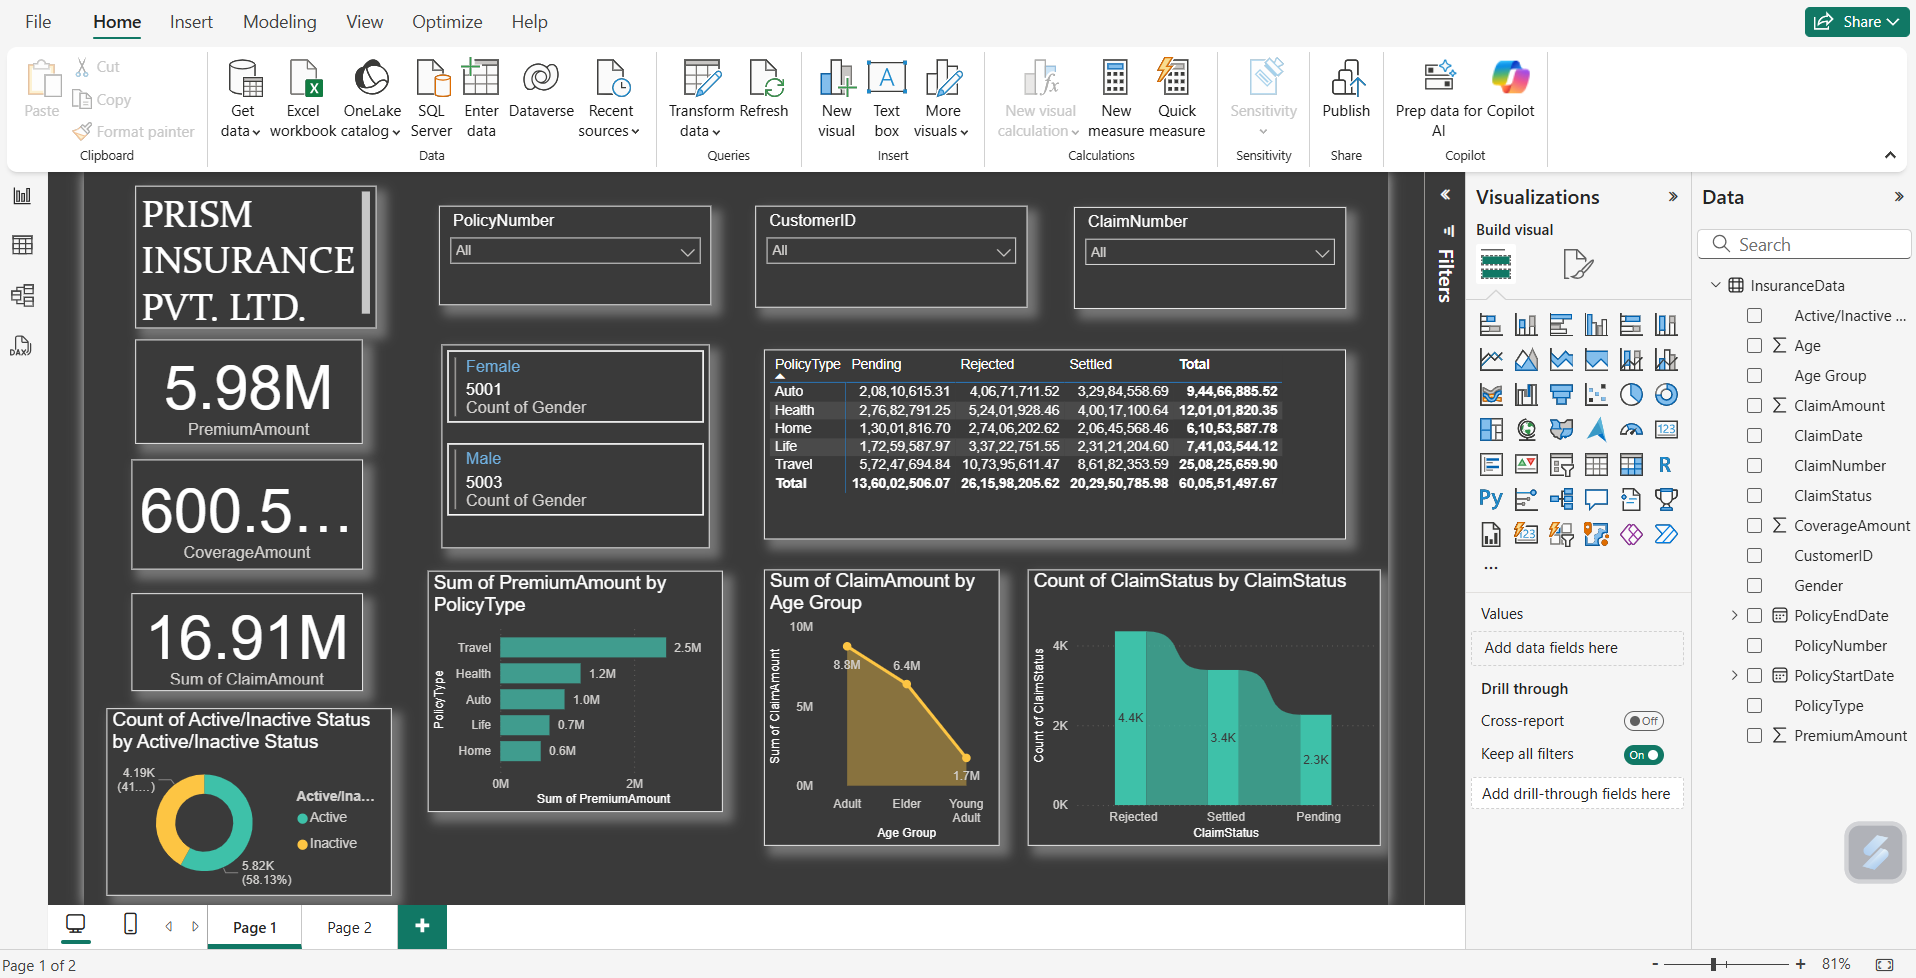 File
Home
Insert
Modeling
View
Optimize
Help
Share
Paste
Cut
Copy
Format painter
Clipboard
Get data
Excel workbook
OneLake catalog
SQL Server
Enter data
Dataverse
Recent sources
Data
Transform data
Refresh
Queries
New visual
Text box
More visuals
Insert
New visual calculation
New measure
Quick measure
Calculations
Sensitivity
Sensitivity
Publish
Share
Prep data for AI
Copilot
Copilot
PRISM
INSURANCE
PVT. LTD.
PolicyNumber
All
CustomerID
All
ClaimNumber
All
5.98M
PremiumAmount
600.5...
CoverageAmount
16.91M
Sum of ClaimAmount
Female
5001
Count of Gender
Male
5003
Count of Gender
PolicyType Pending Rejected Settled Total
Auto 2,08,10,615.31 4,06,71,711.52 3,29,84,558.69 9,44,66,885.52
Health 2,76,82,791.25 5,24,01,928.46 4,00,17,100.64 12,01,01,820.35
Home 1,30,01,816.70 2,74,06,202.62 2,06,45,568.46 6,10,53,587.78
Life 1,72,59,587.97 3,37,22,751.55 2,31,21,204.60 7,41,03,544.12
Travel 5,72,47,694.84 10,73,95,611.47 8,61,82,353.59 25,08,25,659.90
Total 13,60,02,506.07 26,15,98,205.62 20,29,50,785.98 60,05,51,497.67
Count of Active/Inactive Status
by Active/Inactive Status
4.19K
(41....)
5.82K
(58.13%)
Active/Ina...
Active
Inactive
Sum of PremiumAmount by
PolicyType
PolicyType
Travel 2.5M
Health 1.2M
Auto 1.0M
Life 0.7M
Home 0.6M
0M 2M
Sum of PremiumAmount
Sum of ClaimAmount by
Age Group
Sum of ClaimAmount
10M
5M
0M
8.8M
6.4M
1.7M
Adult Elder Young Adult
Age Group
Count of ClaimStatus by ClaimStatus
Count of ClaimStatus
4K
2K
0K
4.4K
3.4K
2.3K
Rejected Settled Pending
ClaimStatus
Filters
Visualizations
Build visual
123
R
Py
123
...
Values
Add data fields here
Drill through
Cross-report
Off
Keep all filters
On
Add drill-through fields here
Data
Search
InsuranceData
Active/Inactive ...
Age
Age Group
ClaimAmount
ClaimDate
ClaimNumber
ClaimStatus
CoverageAmount
CustomerID
Gender
PolicyEndDate
PolicyNumber
PolicyStartDate
PolicyType
PremiumAmount
DAX
Page 1
Page 2
+
Page 1 of 2
- + 81%